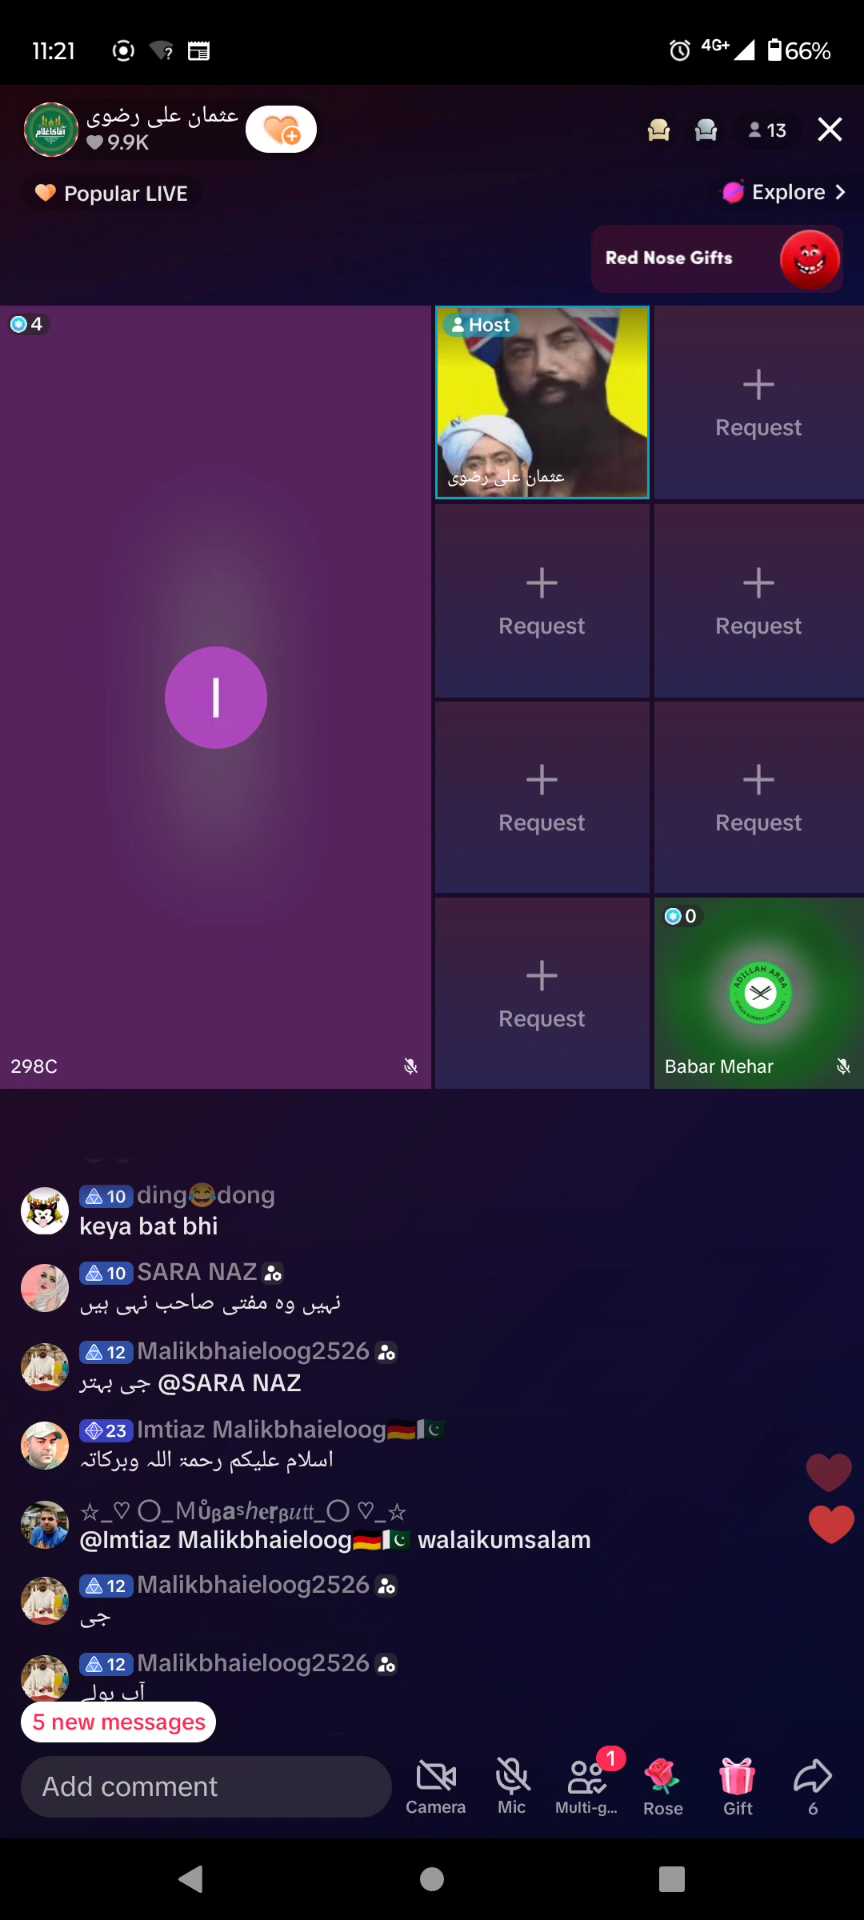 11:21
4G+ 66%
عثمان علی رضوی
9.9K
13
Popular LIVE
Explore
Red Nose Gifts
4
Host
عثمان علی رضوی
Request
Request
Request
Request
Request
Request
0
298C
Babar Mehar
10 ding😂dong
keya bat bhi
10 SARA NAZ
نہیں وہ مفتی صاحب نہی ہیں
12 Malikbhaieloog2526
جی بہتر @SARA NAZ
23 Imtiaz Malikbhaieloog🇩🇪🇵🇰
اسلام علیکم رحمۃ اللہ وبرکاتہ
@Imtiaz Malikbhaieloog🇩🇪🇵🇰 walaikumsalam
12 Malikbhaieloog2526
جی
12 Malikbhaieloog2526
آپ بولے
5 new messages
Add comment
Camera
Mic
1
Multi-g...
Rose
Gift
6